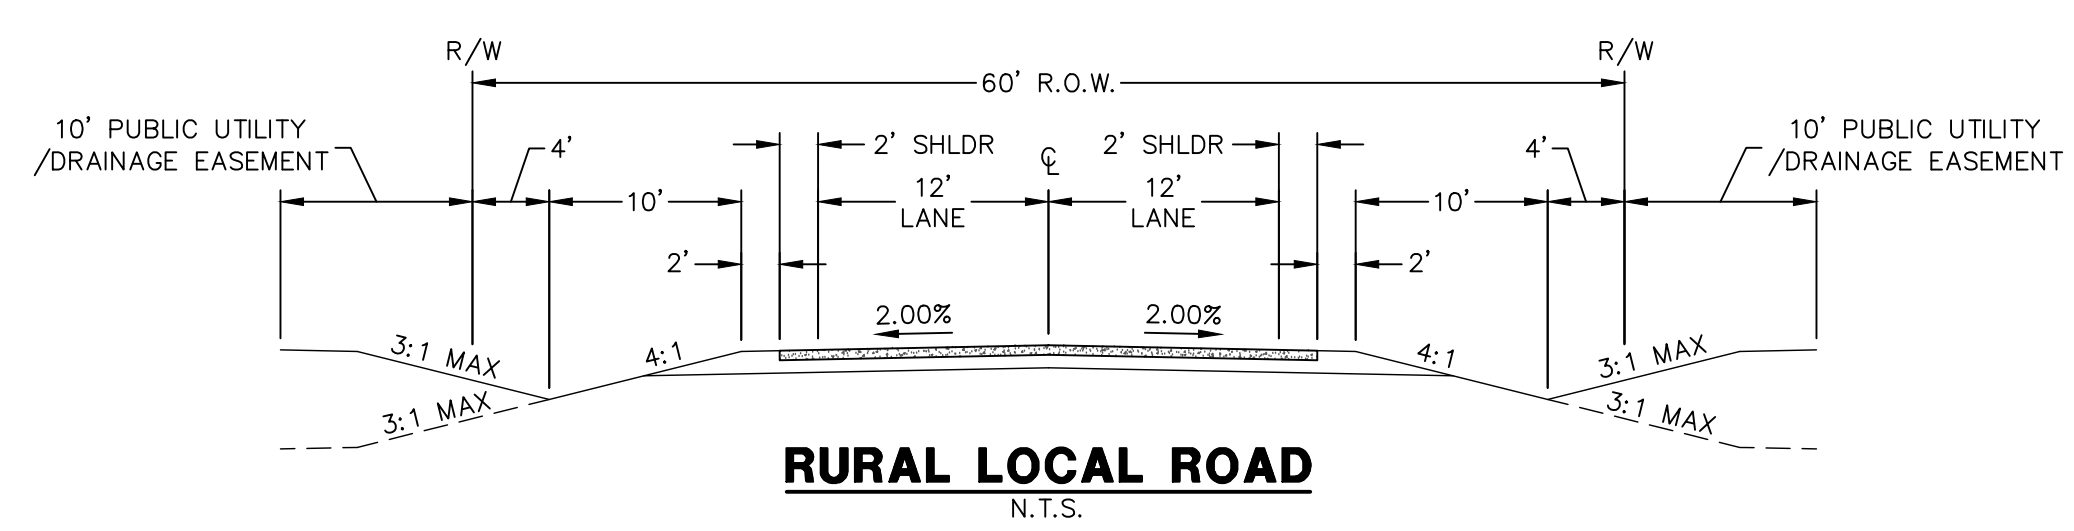 R/W
R/W
60' R.O.W.
10' PUBLIC UTILITY
/DRAINAGE EASEMENT
4'
2' SHLDR
℄
2' SHLDR
4'
10' PUBLIC UTILITY
/DRAINAGE EASEMENT
10'
12'
LANE
12'
LANE
10'
2'
2'
2.00%
2.00%
3:1 MAX
4:1
4:1
3:1 MAX
3:1 MAX
3:1 MAX
RURAL LOCAL ROAD
N.T.S.